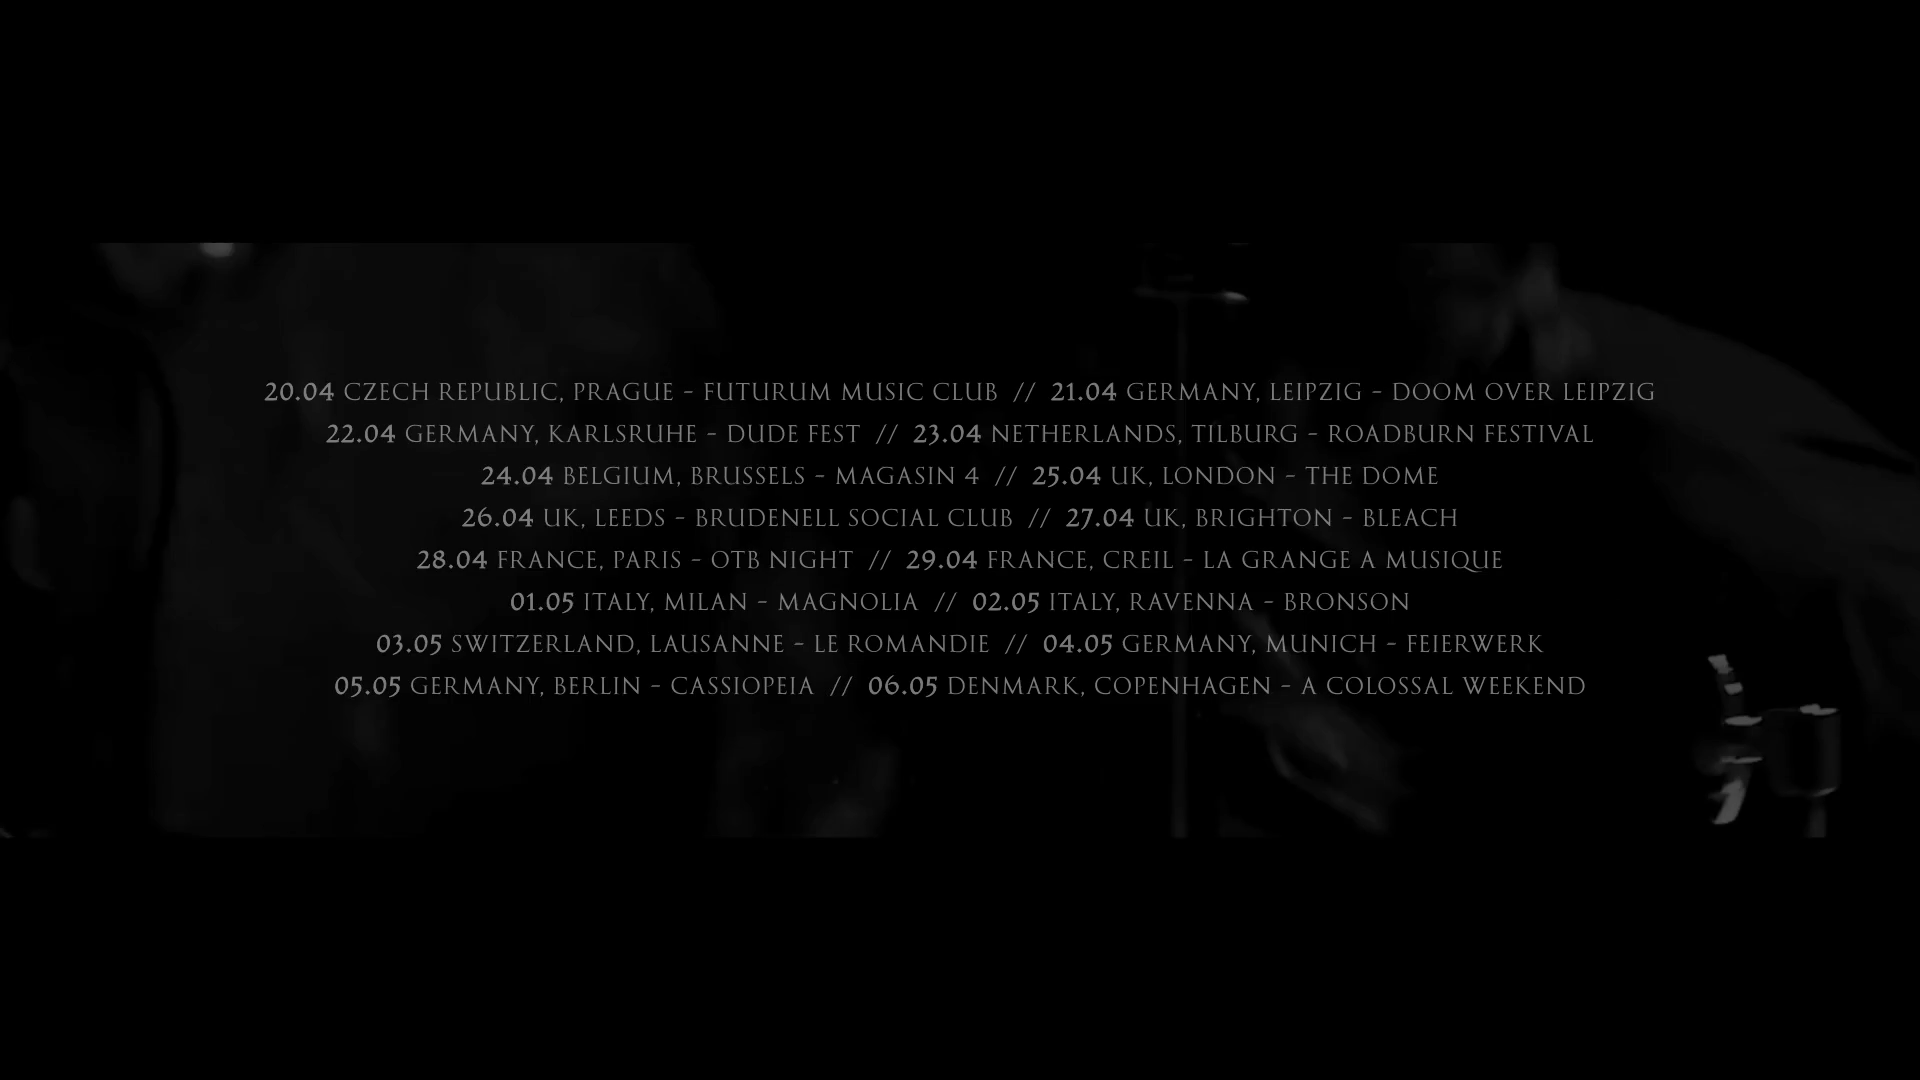 20.04 CZECH REPUBLIC, PRAGUE - FUTURUM MUSIC CLUB // 21.04 GERMANY, LEIPZIG - DOOM OVER LEIPZIG
22.04 GERMANY, KARLSRUHE - DUDE FEST // 23.04 NETHERLANDS, TILBURG - ROADBURN FESTIVAL
24.04 BELGIUM, BRUSSELS - MAGASIN 4 // 25.04 UK, LONDON - THE DOME
26.04 UK, LEEDS - BRUDENELL SOCIAL CLUB // 27.04 UK, BRIGHTON - BLEACH
28.04 FRANCE, PARIS - OTB NIGHT // 29.04 FRANCE, CREIL - LA GRANGE A MUSIQUE
01.05 ITALY, MILAN - MAGNOLIA // 02.05 ITALY, RAVENNA - BRONSON
03.05 SWITZERLAND, LAUSANNE - LE ROMANDIE // 04.05 GERMANY, MUNICH - FEIERWERK
05.05 GERMANY, BERLIN - CASSIOPEIA // 06.05 DENMARK, COPENHAGEN - A COLOSSAL WEEKEND